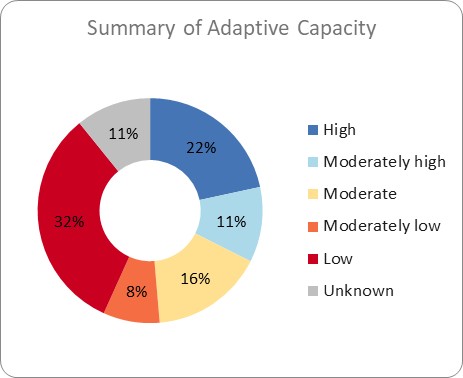 Summary of Adaptive Capacity
11%
22%
High
Moderately high
Moderate
32%
11%
Moderately low
Low
16%
8%
Unknown